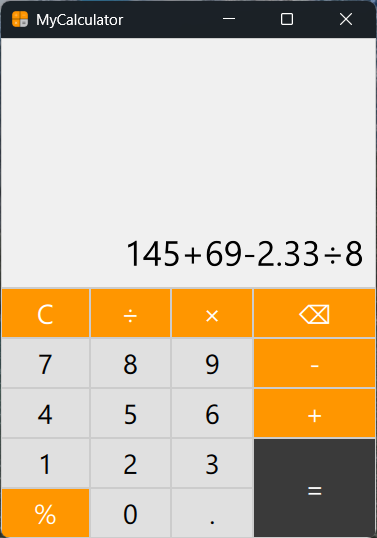 MyCalculator
145+69-2.33÷8
C ÷ × ⌫
7 8 9 -
4 5 6 +
1 2 3
=
% 0 .